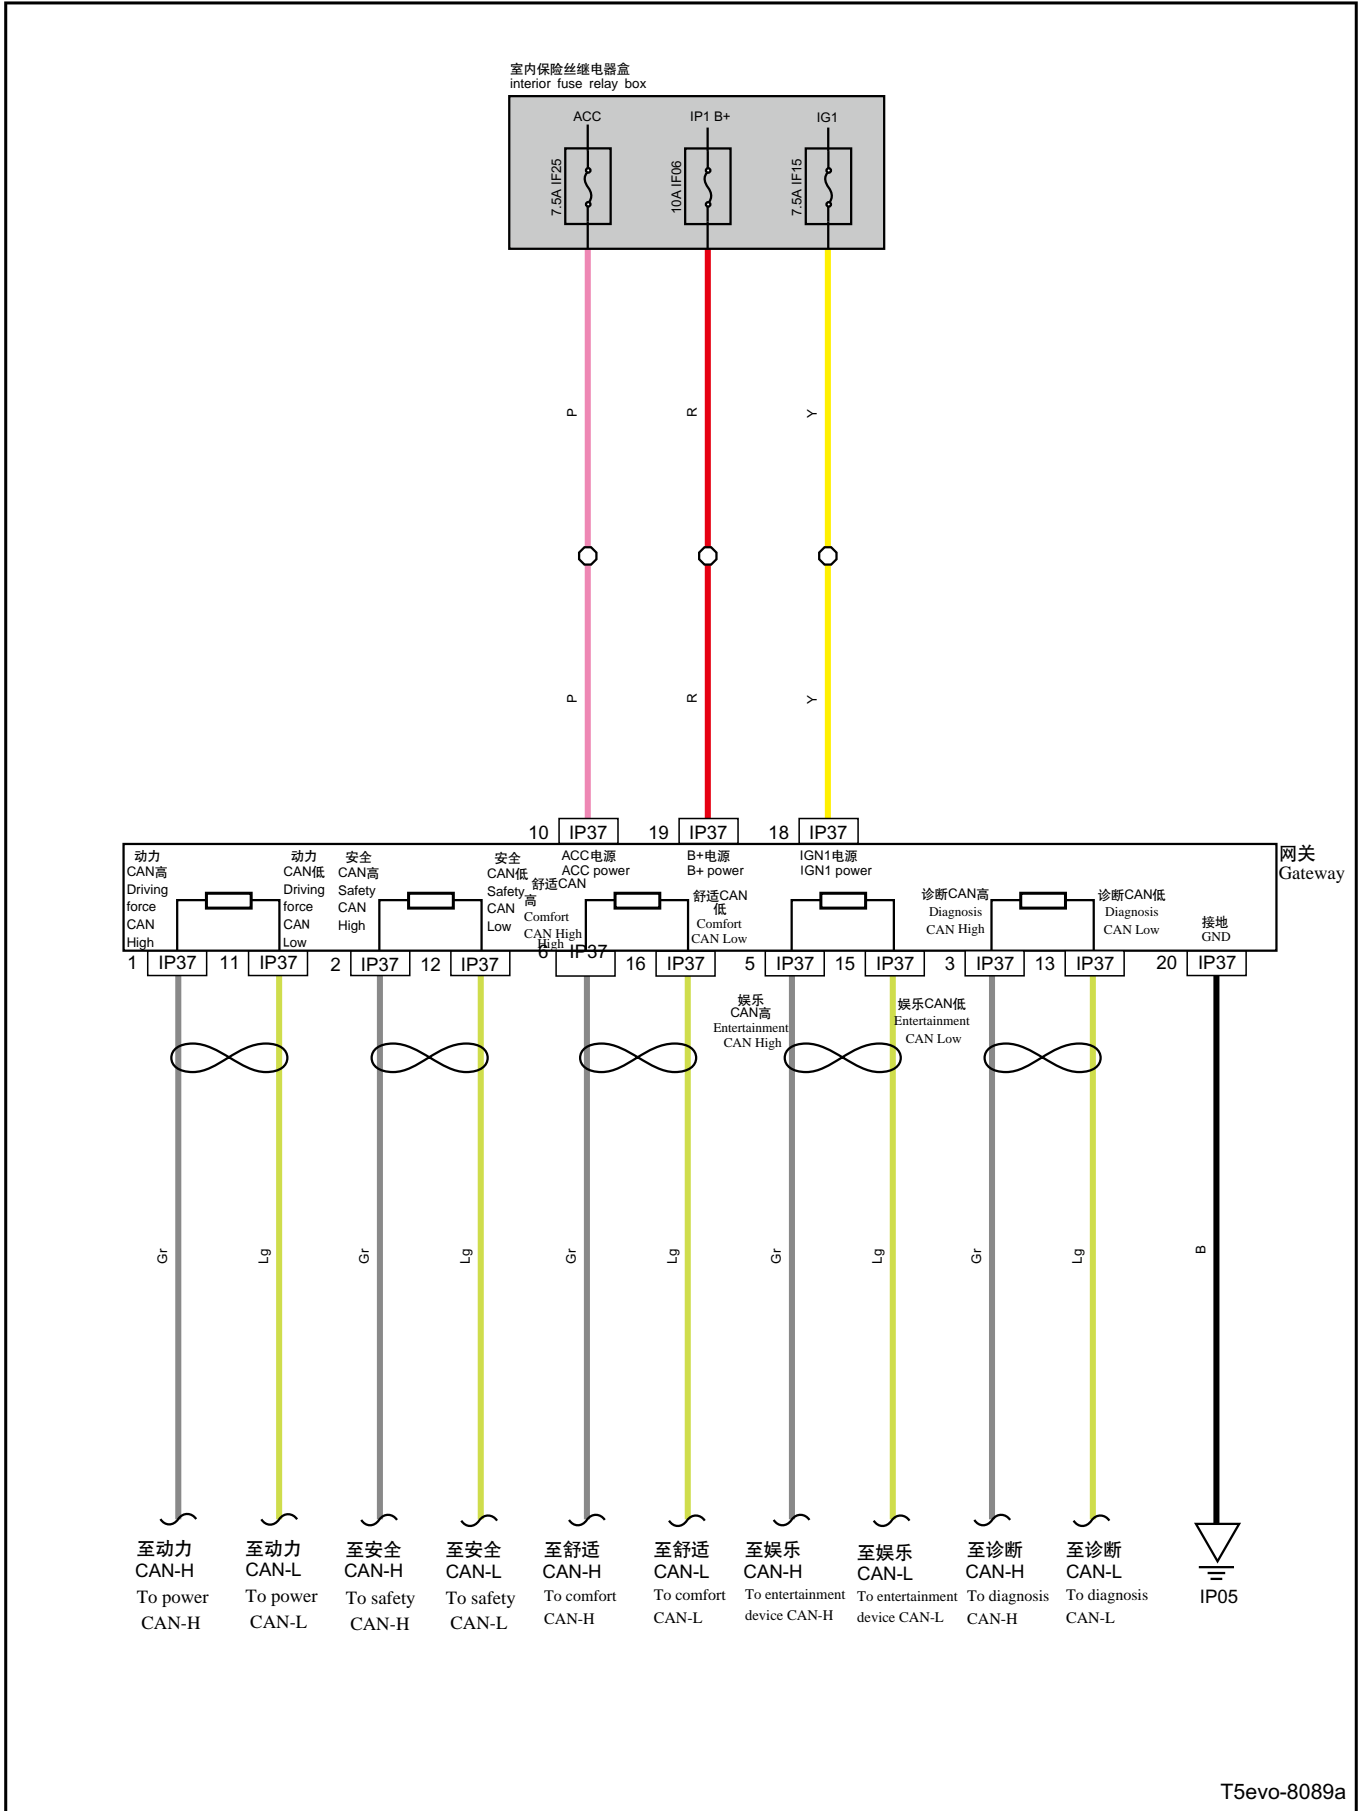 室内保险丝继电器盒
interior fuse relay box
ACC
IP1 B+
IG1
7.5A IF25
10A IF06
7.5A IF15
P
R
Y
P
R
Y
10
IP37
19
IP37
18
IP37
网关
Gateway
动力
CAN高
Driving
force
CAN
High
动力
CAN低
Driving
force
CAN
Low
安全
CAN高
Safety
CAN
High
安全
CAN低
Safety
CAN
Low
ACC电源
ACC power
舒适CAN
高
Comfort
CAN High
High
B+电源
B+ power
舒适CAN
低
Comfort
CAN Low
IGN1电源
IGN1 power
诊断CAN高
Diagnosis
CAN High
诊断CAN低
Diagnosis
CAN Low
接地
GND
1
IP37
11
IP37
2
IP37
12
IP37
6
IP37
16
IP37
5
IP37
15
IP37
3
IP37
13
IP37
20
IP37
娱乐
CAN高
Entertainment
CAN High
娱乐CAN低
Entertainment
CAN Low
Gr
Lg
Gr
Lg
Gr
Lg
Gr
Lg
Gr
Lg
B
至动力
CAN-H
To power
CAN-H
至动力
CAN-L
To power
CAN-L
至安全
CAN-H
To safety
CAN-H
至安全
CAN-L
To safety
CAN-L
至舒适
CAN-H
To comfort
CAN-H
至舒适
CAN-L
To comfort
CAN-L
至娱乐
CAN-H
To entertainment
device CAN-H
至娱乐
CAN-L
To entertainment
device CAN-L
至诊断
CAN-H
To diagnosis
CAN-H
至诊断
CAN-L
To diagnosis
CAN-L
IP05
T5evo-8089a